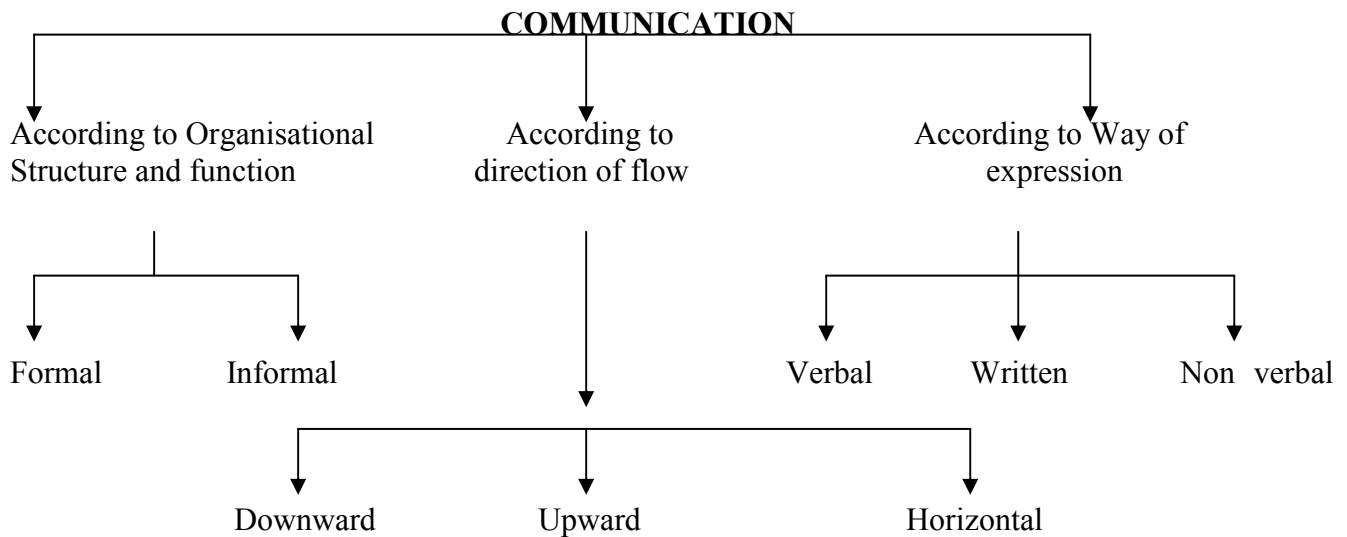 COMMUNICATION
According to Organisational
Structure and function
According to
direction of flow
According to Way of
expression
Formal
Informal
Verbal
Written
Non verbal
Downward
Upward
Horizontal